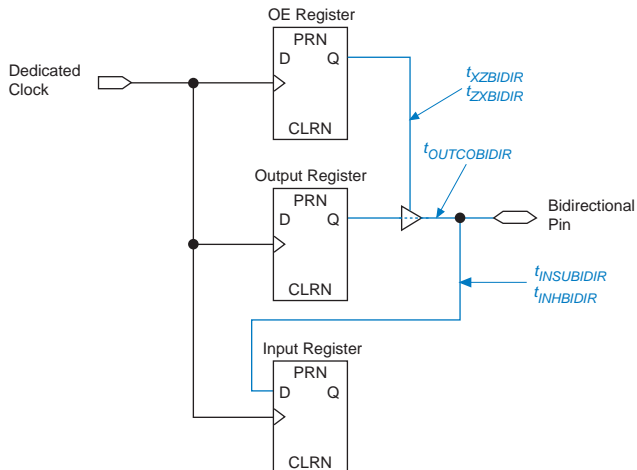 OE Register
PRN
D Q
CLRN
Dedicated
Clock
tXZBIDIR
tZXBIDIR
tOUTCOBIDIR
Output Register
PRN
D Q
CLRN
Bidirectional
Pin
tINSUBIDIR
tINHBIDIR
Input Register
PRN
D Q
CLRN